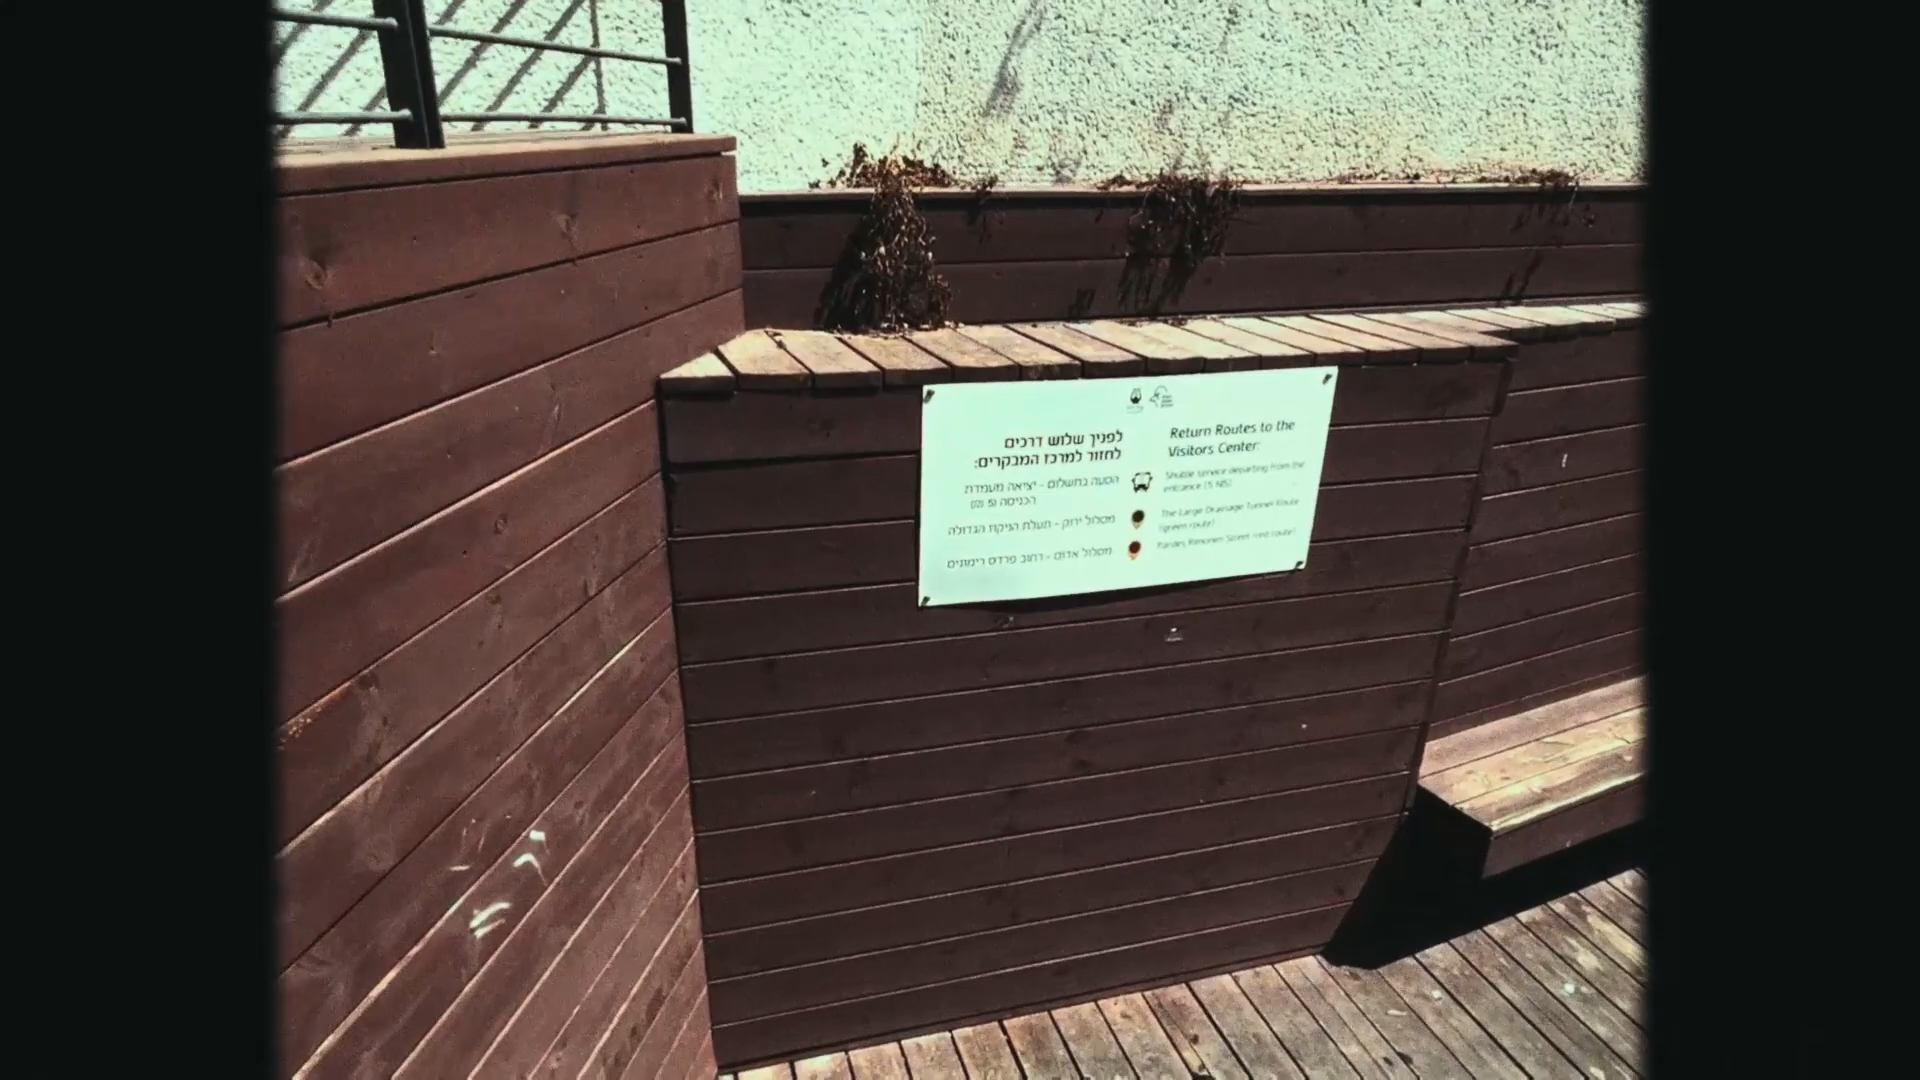 לפניך שלוש דרכים
לחזור למרכז המבקרים:
הסעה בתשלום - יציאה מעמדת
הכניסה (5 ₪)
מסלול ירוק - תעלת הניקוז הגדולה
מסלול אדום - רחוב פרדס רימונים
Return Routes to the
Visitors Center:
Shuttle service departing from the
entrance (5 NIS)
The Large Drainage Tunnel Route
(green route)
Pardes Rimonim Street (red route)